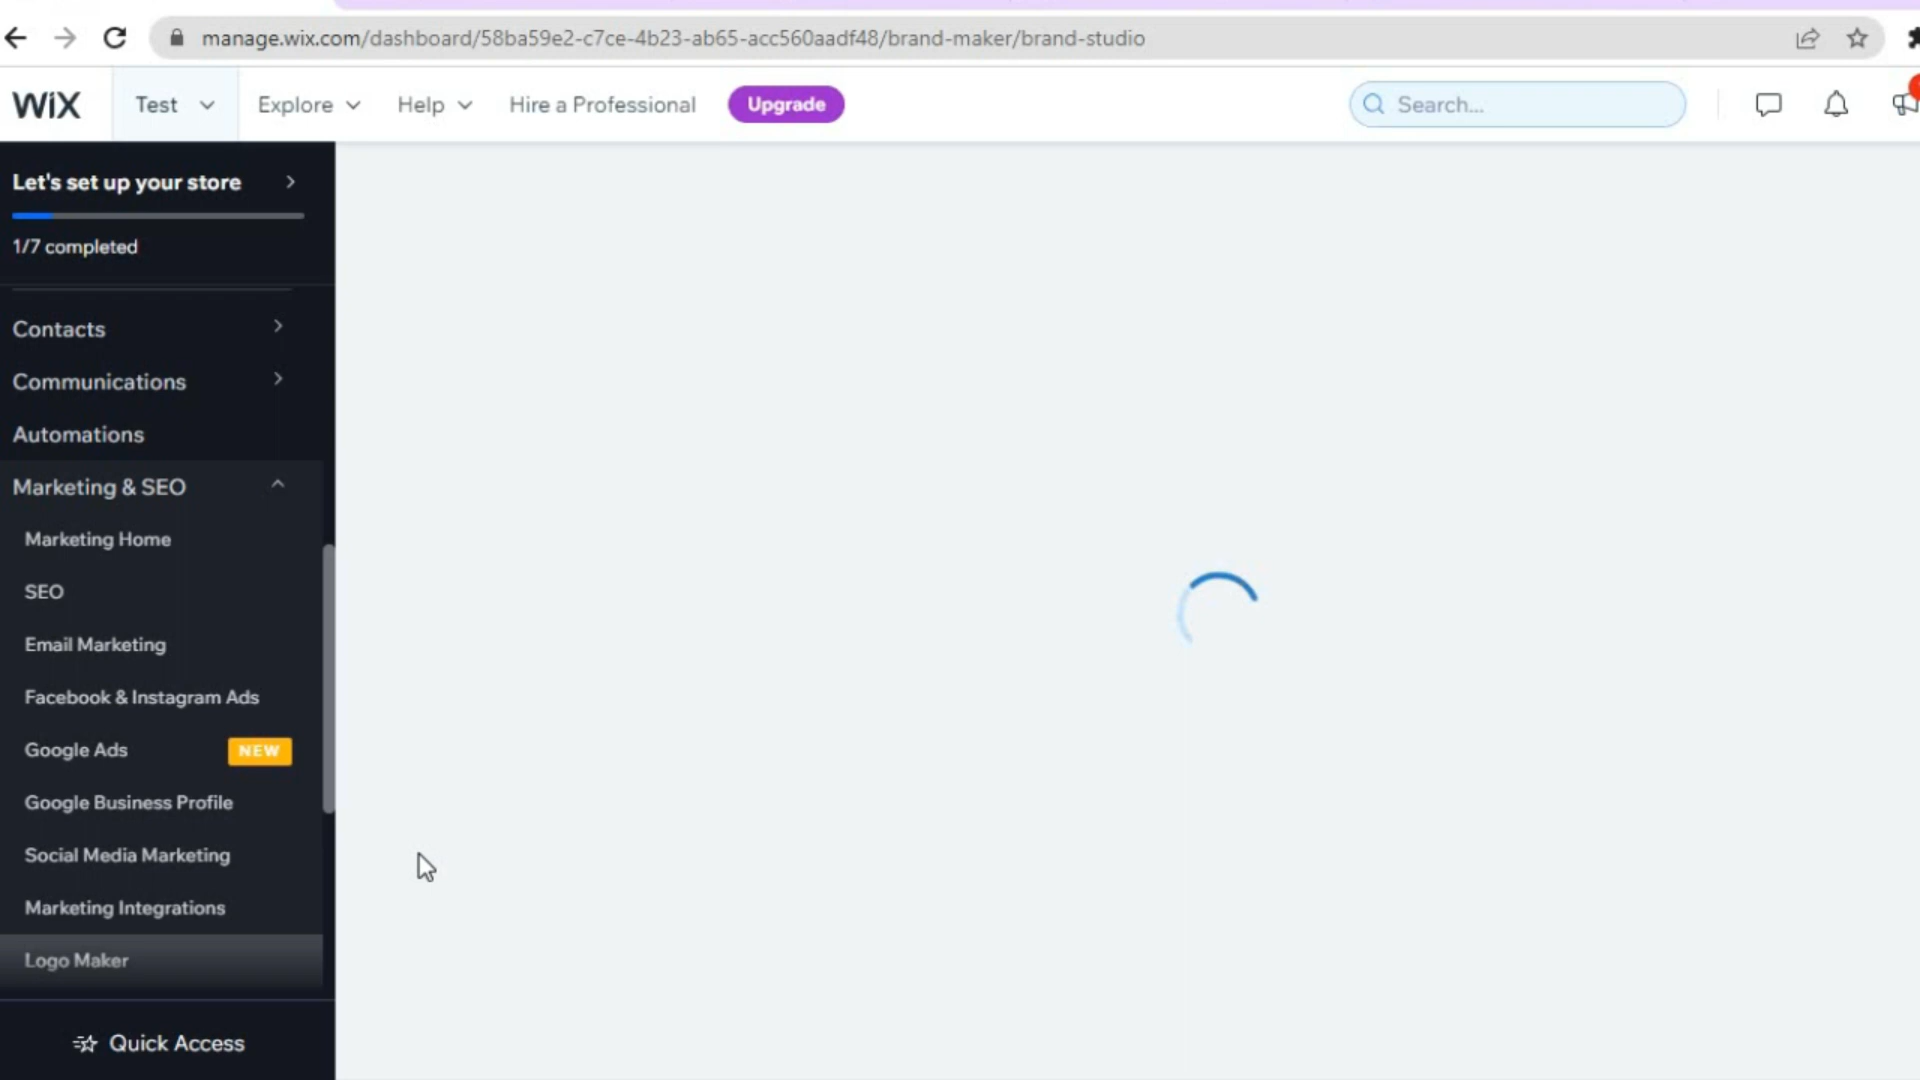 manage.wix.com/dashboard/58ba59e2-c7ce-4b23-ab65-acc560aadf48/brand-maker/brand-studio
WiX Test Explore Help Hire a Professional Upgrade Search...
Let's set up your store
1/7 completed
Contacts
Communications
Automations
Marketing & SEO
Marketing Home
SEO
Email Marketing
Facebook & Instagram Ads
Google Ads NEW
Google Business Profile
Social Media Marketing
Marketing Integrations
Logo Maker
Quick Access